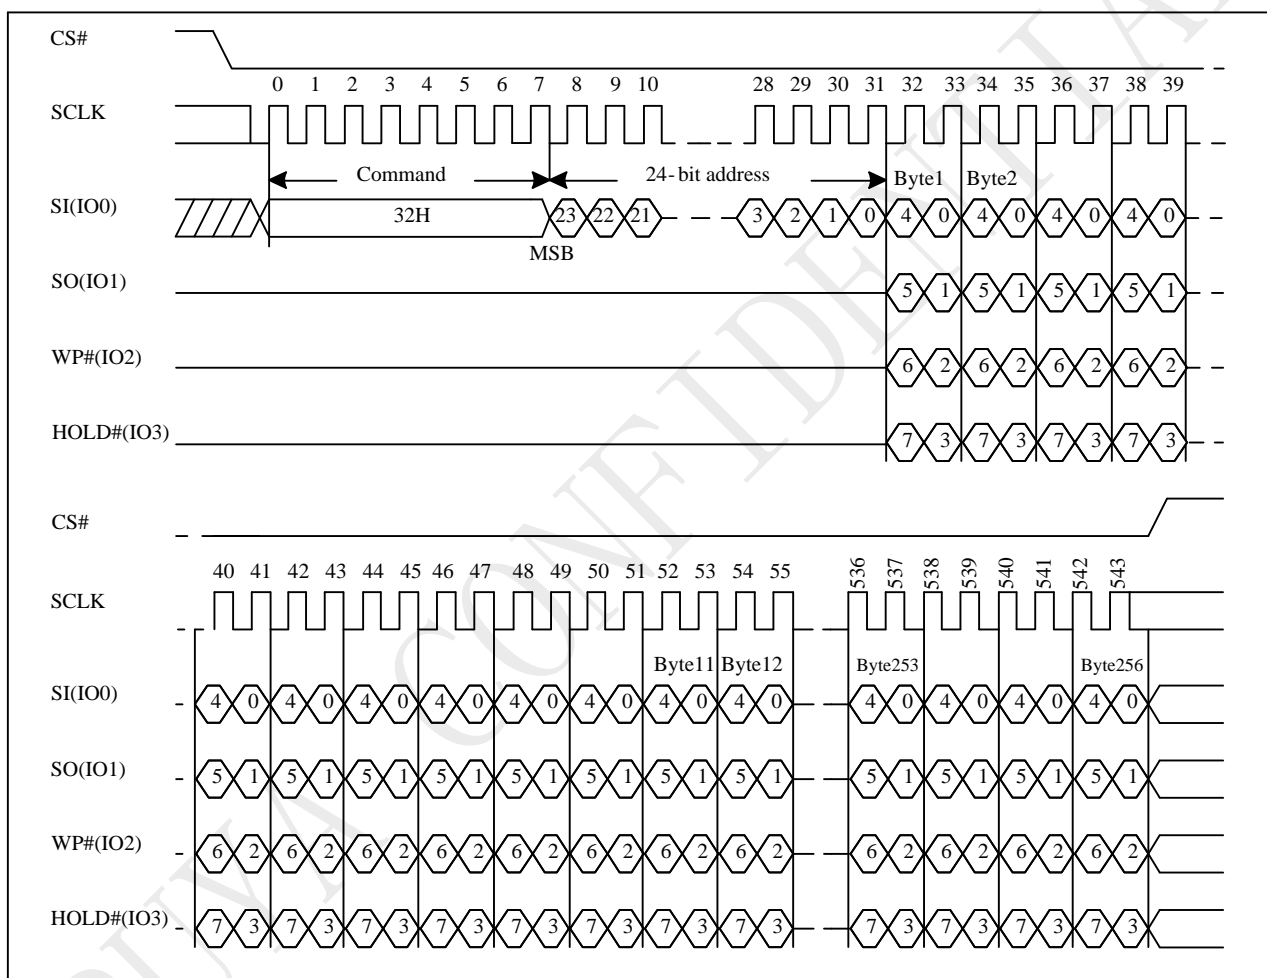 CS#
0 1 2 3 4 5 6 7 8 9 10 28 29 30 31 32 33 34 35 36 37 38 39
SCLK
Command 24-bit address Byte1 Byte2
SI(IO0) 32H 23 22 21 3 2 1 0 4 0 4 0 4 0 4 0
MSB
SO(IO1) 5 1 5 1 5 1 5 1
WP#(IO2) 6 2 6 2 6 2 6 2
HOLD#(IO3) 7 3 7 3 7 3 7 3
CS#
40 41 42 43 44 45 46 47 48 49 50 51 52 53 54 55 536 537 538 539 540 541 542 543
SCLK
Byte11 Byte12 Byte253 Byte256
SI(IO0) 4 0 4 0 4 0 4 0 4 0 4 0 4 0 4 0 4 0 4 0 4 0 4 0
SO(IO1) 5 1 5 1 5 1 5 1 5 1 5 1 5 1 5 1 5 1 5 1 5 1 5 1
WP#(IO2) 6 2 6 2 6 2 6 2 6 2 6 2 6 2 6 2 6 2 6 2 6 2 6 2
HOLD#(IO3) 7 3 7 3 7 3 7 3 7 3 7 3 7 3 7 3 7 3 7 3 7 3 7 3